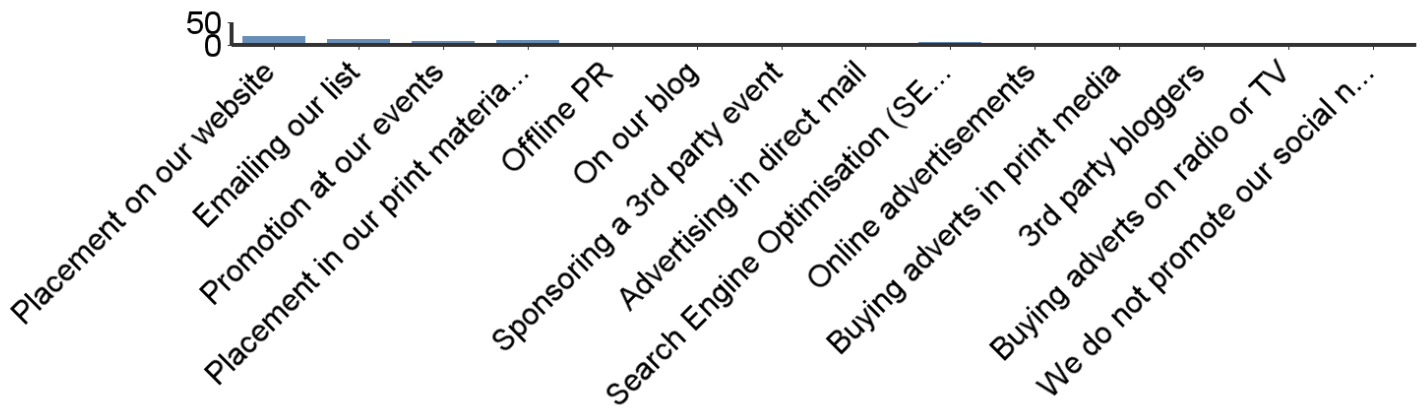 50
0
Placement on our website
Emailing our list
Promotion at our events
Placement in our print materia...
Offline PR
On our blog
Sponsoring a 3rd party event
Advertising in direct mail
Search Engine Optimisation (SE...
Online advertisements
Buying adverts in print media
3rd party bloggers
Buying adverts on radio or TV
We do not promote our social n...